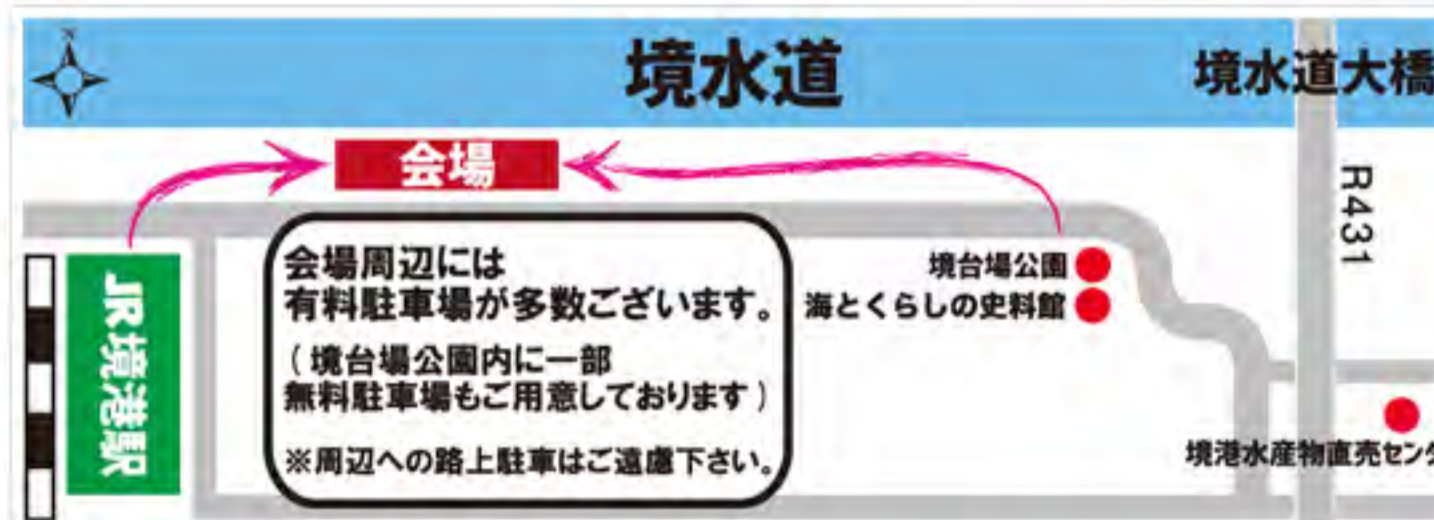 N
境水道
境水道大橋
会場
R431
会場周辺には
有料駐車場が多数ございます。
（境台場公園内に一部
無料駐車場もご用意しております）
※周辺への路上駐車はご遠慮下さい。
境台場公園
海とくらしの史料館
JR境港駅
境港水産物直売セン